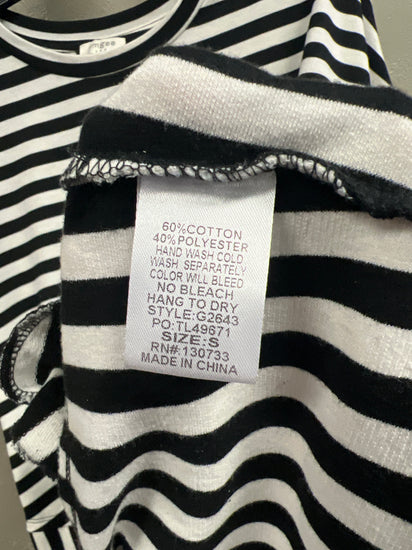 60%COTTON
40%POLYESTER
HAND WASH COLD
WASH SEPARATELY
COLOR WILL BLEED
NO BLEACH
HANG TO DRY
STYLE:G2643
PO:TL49671
SIZE:S
RN#:130733
MADE IN CHINA